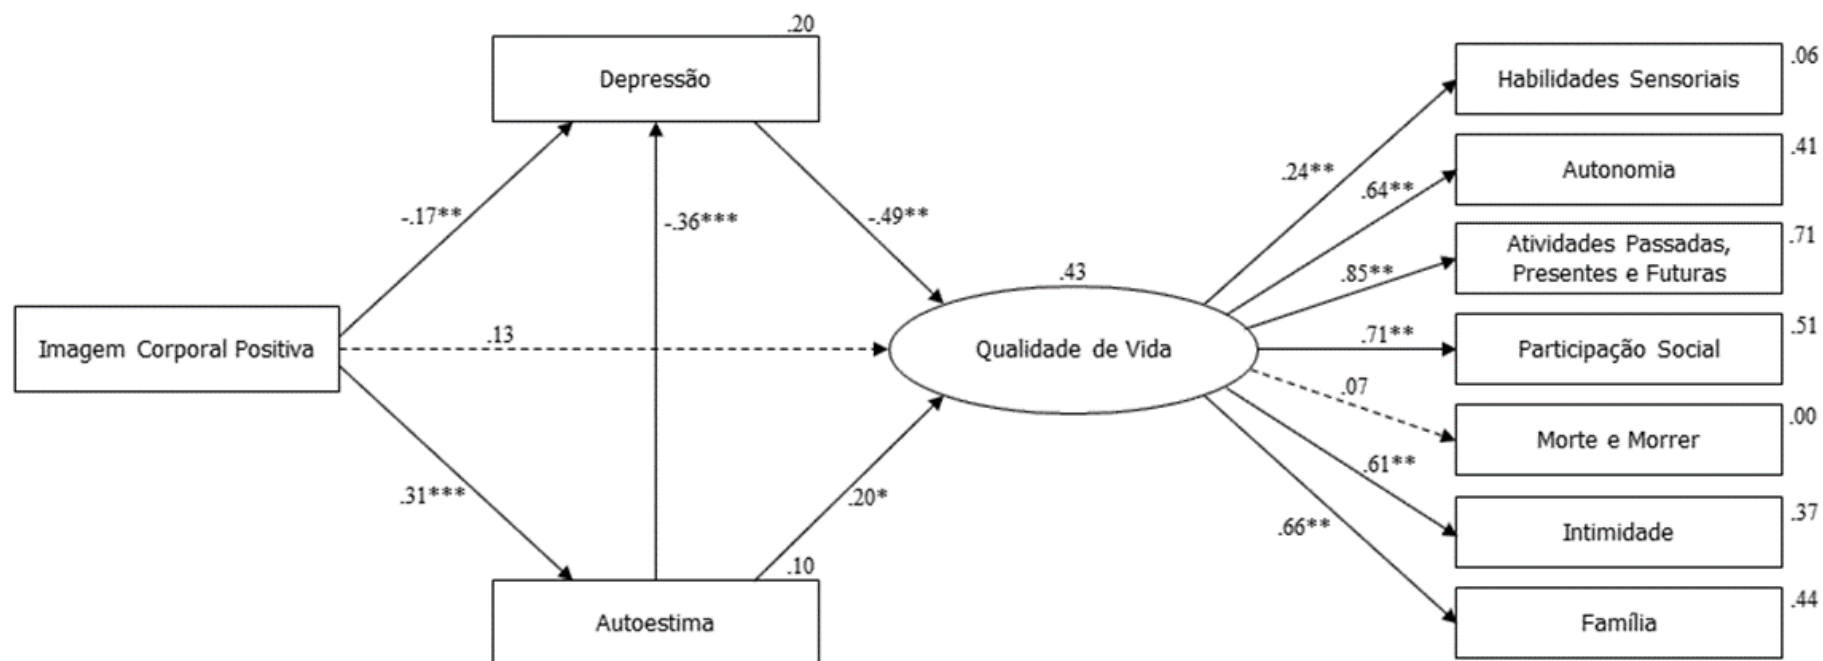 .20
Depressão
.06
Habilidades Sensoriais
.41
Autonomia
.24**
.64**
-.17**
-.36***
-.49**
.71
Atividades Passadas,
Presentes e Futuras
.85**
.43
.51
Imagem Corporal Positiva
.13
Qualidade de Vida
.71**
Participação Social
.07
.00
Morte e Morrer
.61**
.31***
.20*
.66**
.37
Intimidade
.10
Autoestima
.44
Família